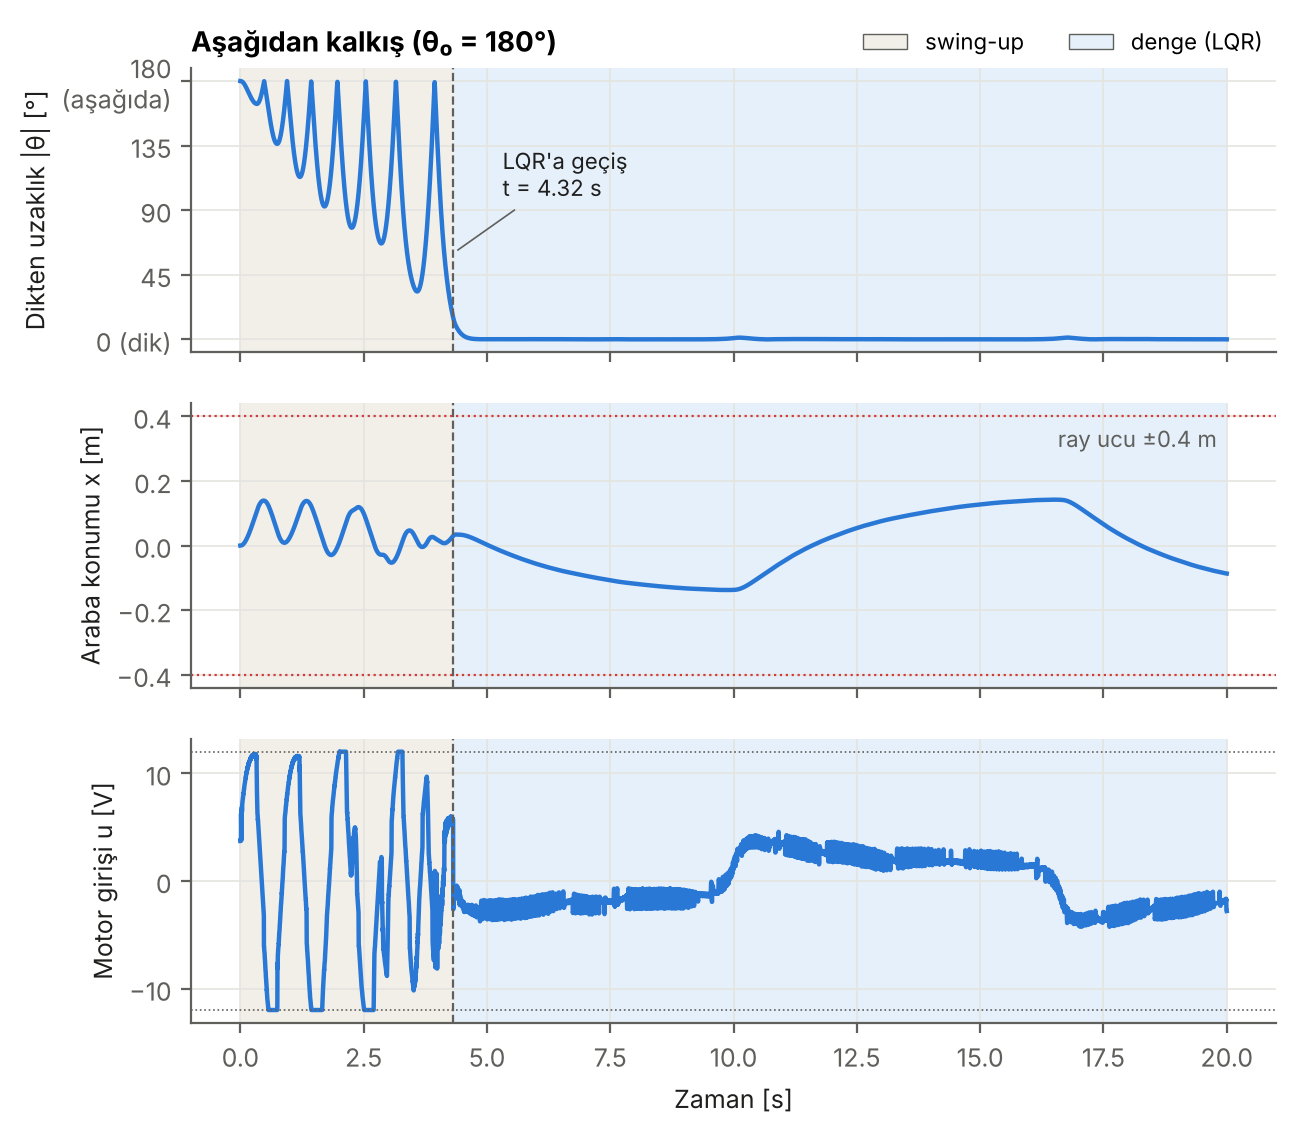 Aşağıdan kalkış (θ₀ = 180°)
swing-up
denge (LQR)
Dikten uzaklık |θ| [°]
180
(aşağıda)
135
90
45
0 (dik)
LQR'a geçiş
t = 4.32 s
Araba konumu x [m]
0.4
0.2
0.0
−0.2
−0.4
ray ucu ±0.4 m
Motor girişi u [V]
10
0
−10
0.0
2.5
5.0
7.5
10.0
12.5
15.0
17.5
20.0
Zaman [s]